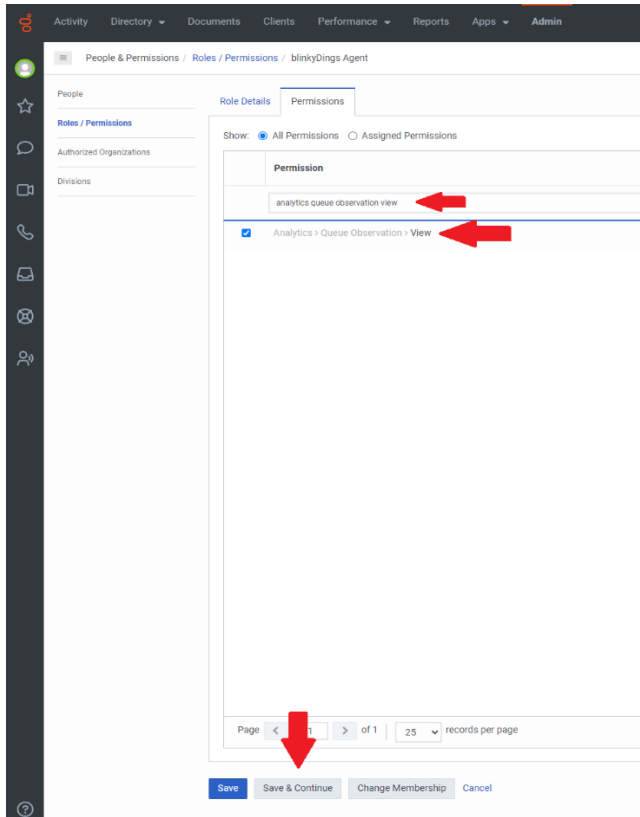 Activity Directory Documents Clients Performance Reports Apps Admin
People & Permissions / Roles / Permissions / blinkyDings Agent
People
Roles / Permissions
Authorized Organizations
Divisions
Role Details Permissions
Show: All Permissions Assigned Permissions
Permission
analytics queue observation view
Analytics > Queue Observation > View
Page 1 of 1 25 records per page
Save Save & Continue Change Membership Cancel